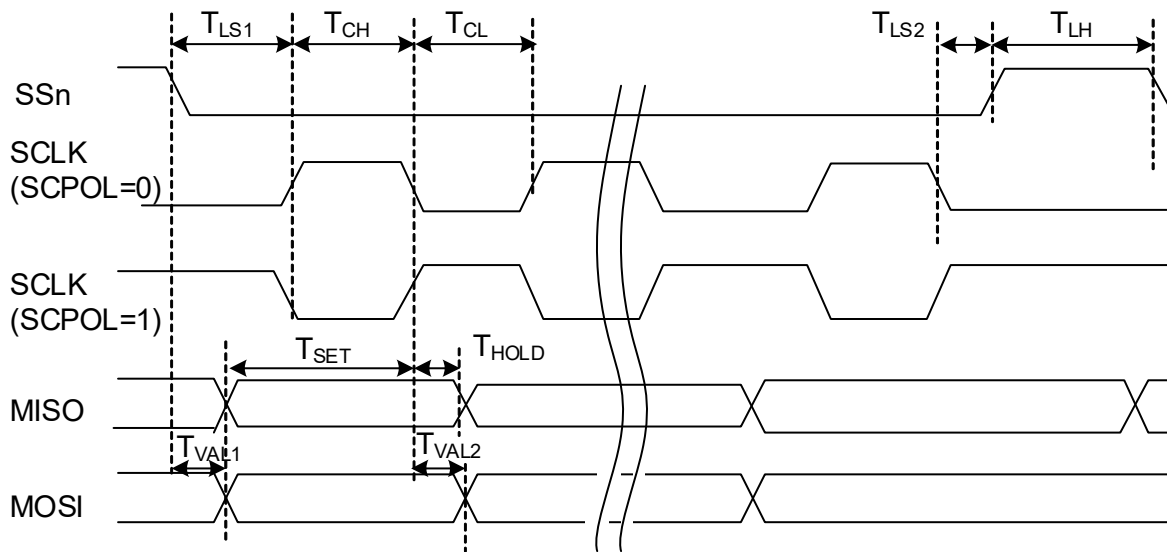 TLS1 TCH TCL TLS2 TLH
SSn
SCLK
(SCPOL=0)
SCLK
(SCPOL=1)
TSET THOLD
MISO
TVAL1 TVAL2
MOSI